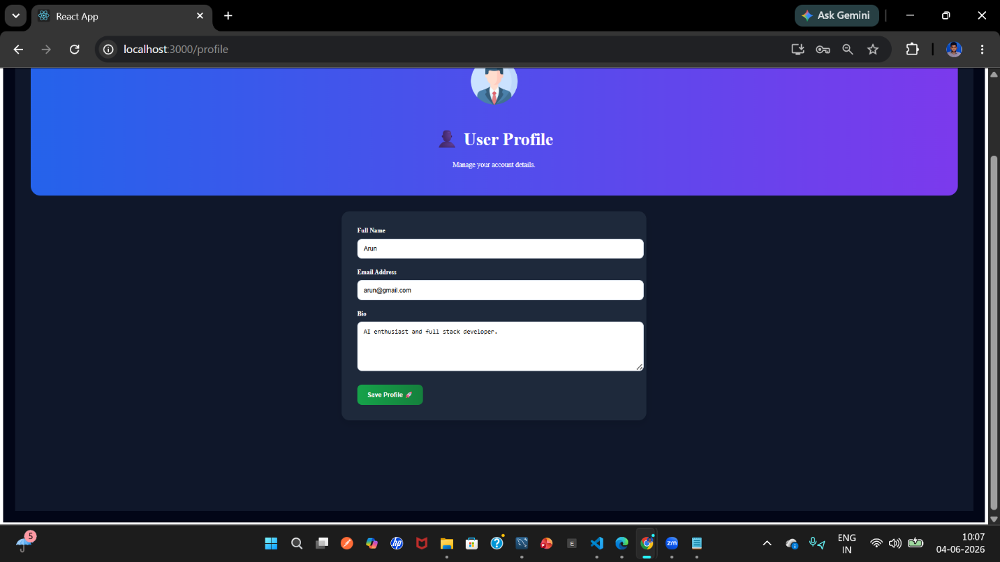 React App
Ask Gemini
localhost:3000/profile
User Profile
Manage your account details.
Full Name
Arun
Email Address
arun@gmail.com
Bio
AI enthusiast and full stack developer.
Save Profile 🚀
5
hp
?
P
E
zm
ENG
IN
10:07
04-06-2026